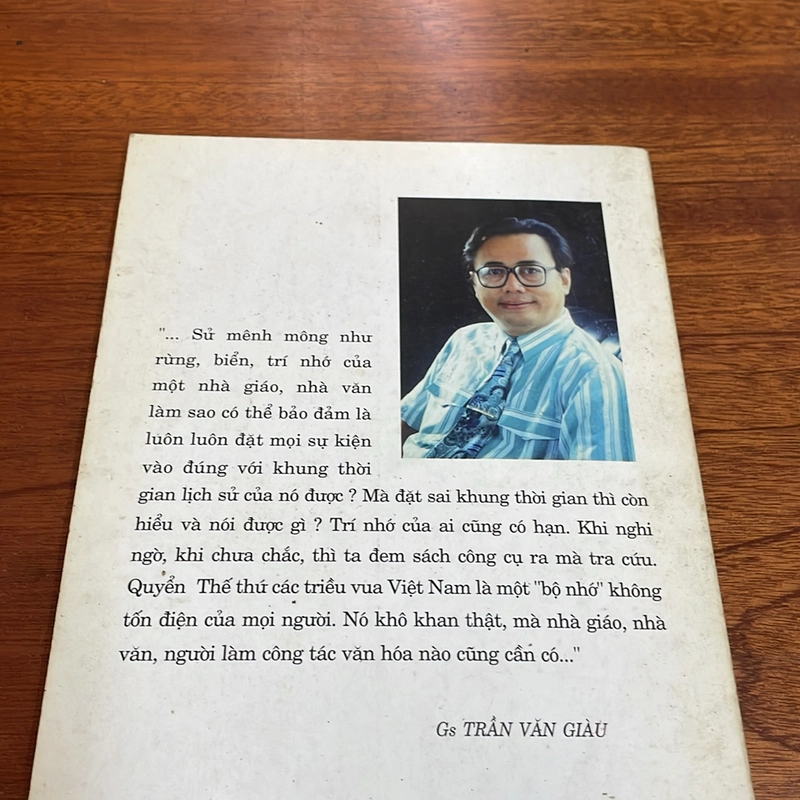 "... Sử mênh mông như
rừng, biển, trí nhớ của
một nhà giáo, nhà văn
làm sao có thể bảo đảm là
luôn luôn đặt mọi sự kiện
vào đúng với khung thời
gian lịch sử của nó được ? Mà đặt sai khung thời gian thì còn
hiểu và nói được gì ? Trí nhớ của ai cũng có hạn. Khi nghi
ngờ, khi chưa chắc, thì ta đem sách công cụ ra mà tra cứu.
Quyển Thế thứ các triều vua Việt Nam là một "bộ nhớ" không
tốn điện của mọi người. Nó khô khan thật, mà nhà giáo, nhà
văn, người làm công tác văn hóa nào cũng cần có..."
Gs TRẦN VĂN GIÀU